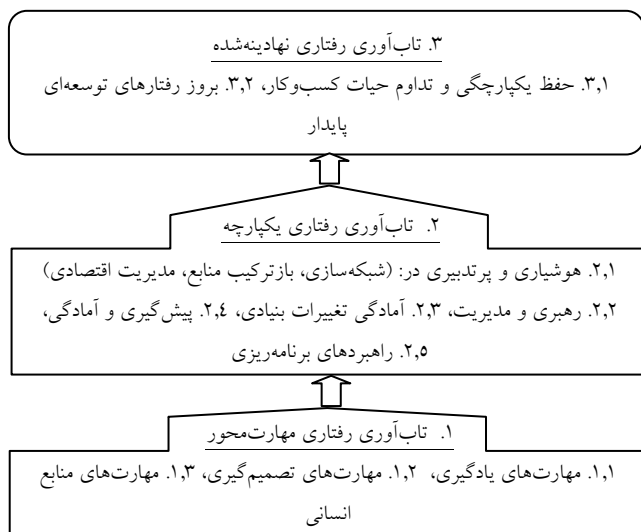 ۳. تاب‌آوری رفتاری نهادینه‌شده
۳,۱. حفظ یکپارچگی و تداوم حیات کسب‌وکار، ۳,۲. بروز رفتارهای توسعه‌ای
پایدار
۲. تاب‌آوری رفتاری یکپارچه
۲,۱. هوشیاری و پرتدبیری در: (شبکه‌سازی، بازترکیب منابع، مدیریت اقتصادی)
۲,۲. رهبری و مدیریت، ۲,۳. آمادگی تغییرات بنیادی، ۲,٤. پیش‌گیری و آمادگی،
۲,٥. راهبردهای برنامه‌ریزی
۱. تاب‌آوری رفتاری مهارت‌محور
۱,۱. مهارت‌های یادگیری، ۱,۲. مهارت‌های تصمیم‌گیری، ۱,۳. مهارت‌های منابع
انسانی